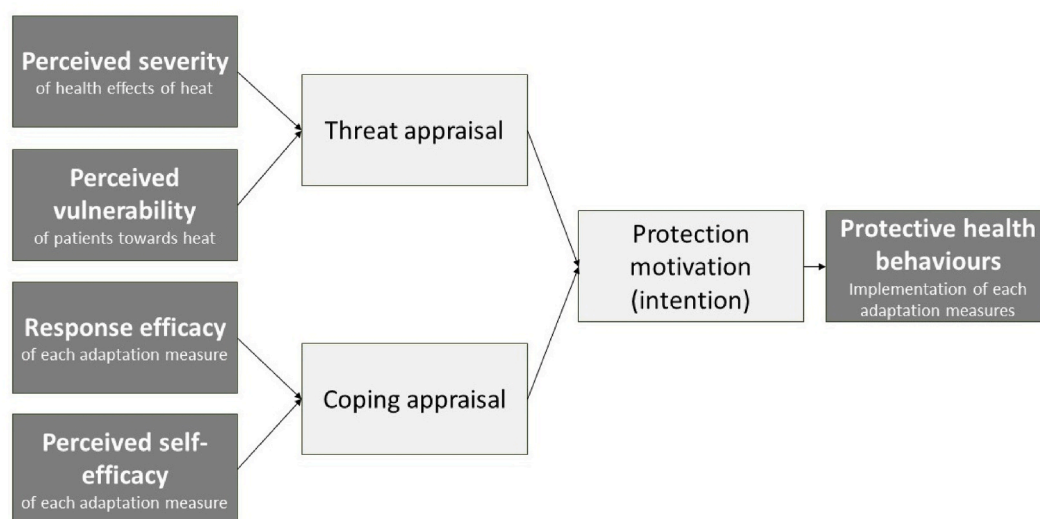 Perceived severity
of health effects of heat
Threat appraisal
Perceived
vulnerability
of patients towards heat
Protection
motivation
(intention)
Protective health
behaviours
Implementation of each
adaptation measures
Response efficacy
of each adaptation measure
Coping appraisal
Perceived self-
efficacy
of each adaptation measure